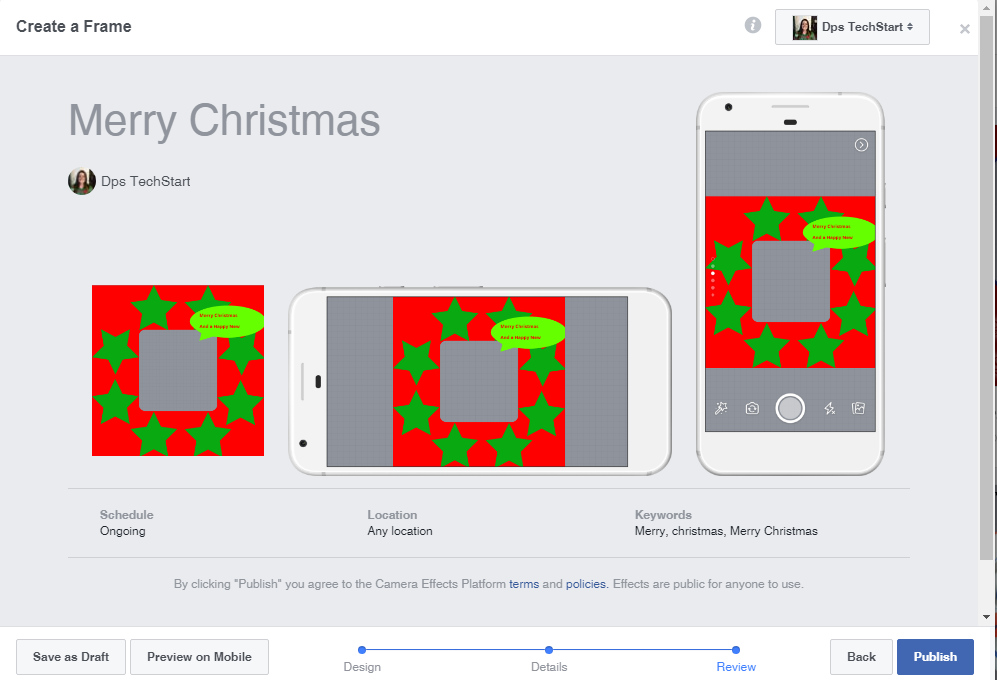 Create a Frame
Dps TechStart
Merry Christmas
Dps TechStart
Merry Christmas
And a Happy New
Merry Christmas
And a Happy New
Merry Christmas
And a Happy New
Schedule
Ongoing
Location
Any location
Keywords
Merry, christmas, Merry Christmas
By clicking "Publish" you agree to the Camera Effects Platform terms and policies. Effects are public for anyone to use.
Save as Draft
Preview on Mobile
Design
Details
Review
Back
Publish